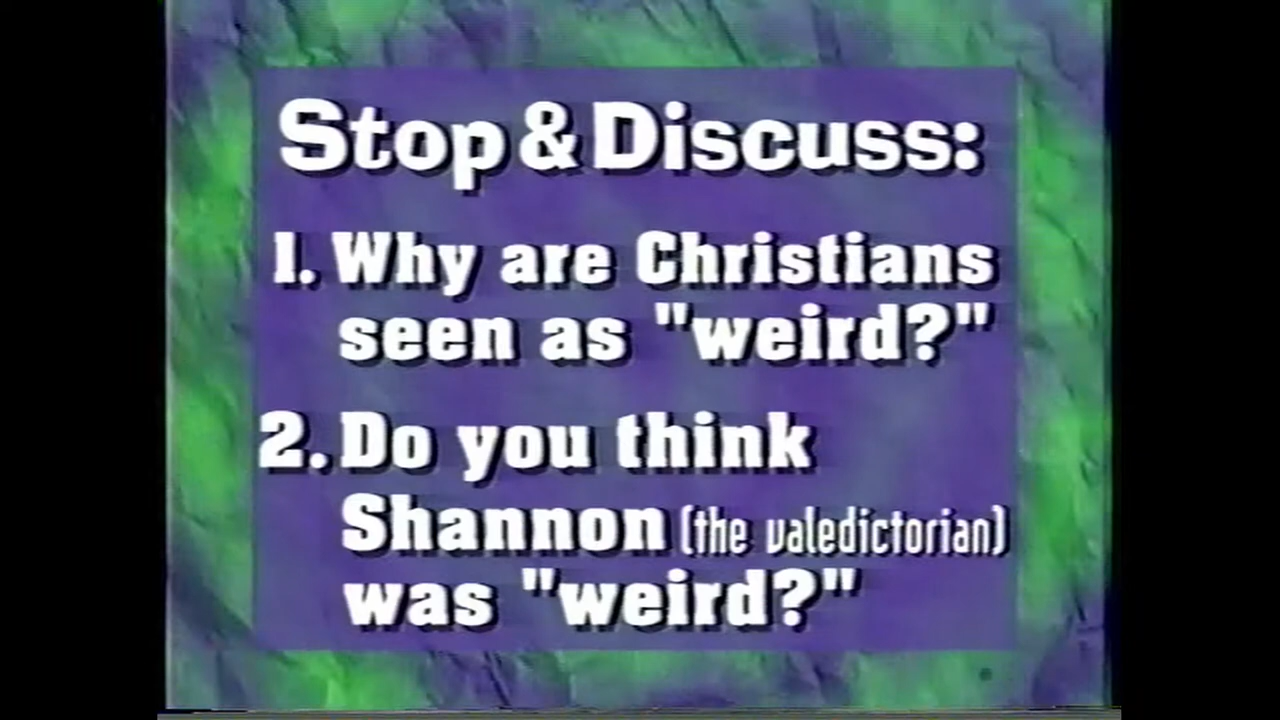 Stop & Discuss:
1. Why are Christians
seen as "weird?"
2. Do you think
Shannon (the valedictorian)
was "weird?"